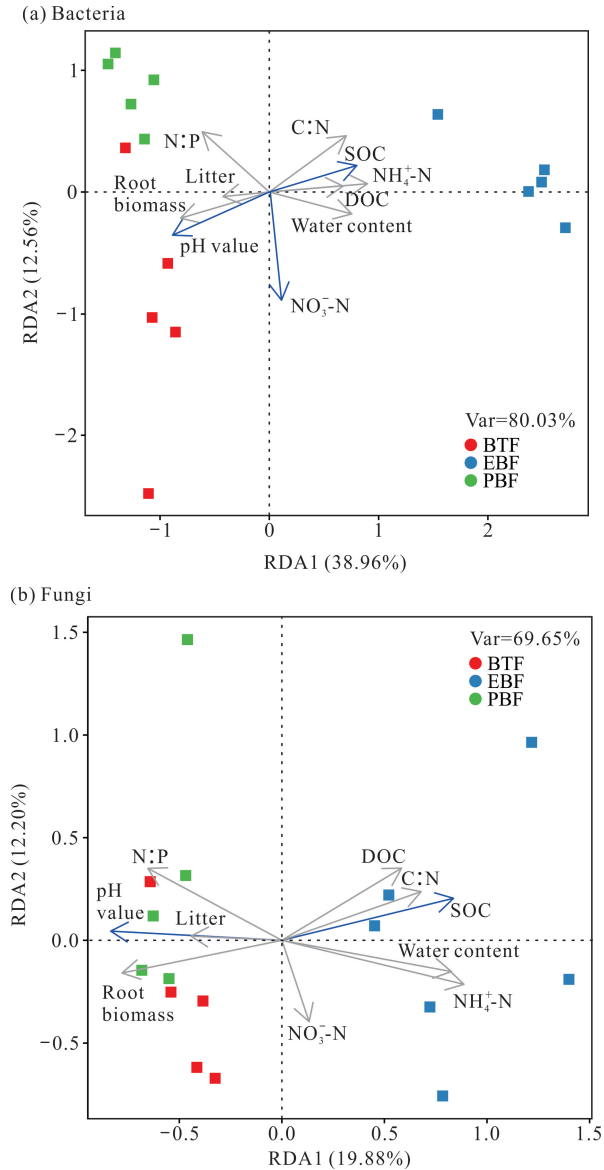 (a) Bacteria
1
0
−1
−2
RDA2 (12.56%)
N∶P
C∶N
SOC
NH₄⁺-N
Litter
DOC
Root
biomass
Water content
pH value
NO₃⁻-N
Var=80.03%
BTF
EBF
PBF
−1
0
1
2
RDA1 (38.96%)
(b) Fungi
1.5
1.0
0.5
0.0
−0.5
RDA2 (12.20%)
Var=69.65%
BTF
EBF
PBF
N∶P
DOC
C∶N
pH
value
SOC
Litter
Water content
Root
biomass
NH₄⁺-N
NO₃⁻-N
−0.5
0.0
0.5
1.0
1.5
RDA1 (19.88%)